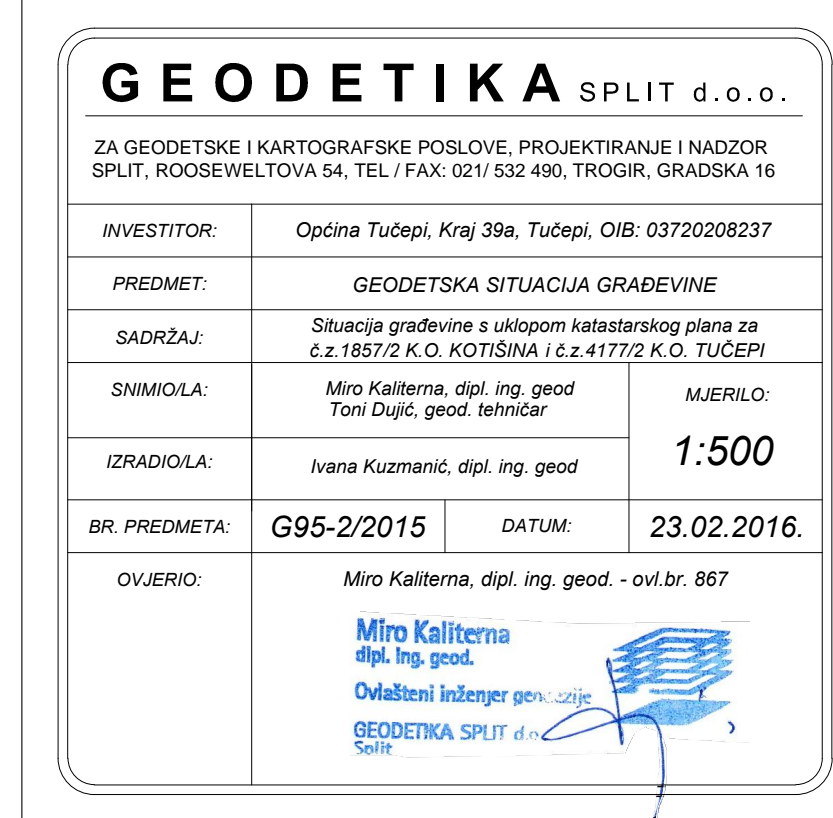 GEODETIKA SPLIT d.o.o.
ZA GEODETSKE I KARTOGRAFSKE POSLOVE, PROJEKTIRANJE I NADZOR
SPLIT, ROOSEWELTOVA 54, TEL / FAX: 021/ 532 490, TROGIR, GRADSKA 16
INVESTITOR: Općina Tučepi, Kraj 39a, Tučepi, OIB: 03720208237
PREDMET: GEODETSKA SITUACIJA GRAĐEVINE
SADRŽAJ: Situacija građevine s uklopom katastarskog plana za
č.z.1857/2 K.O. KOTIŠINA i č.z.4177/2 K.O. TUČEPI
SNIMIO/LA: Miro Kaliterna, dipl. ing. geod
Toni Dujić, geod. tehničar
MJERILO:
1:500
IZRADIO/LA: Ivana Kuzmanić, dipl. ing. geod
BR. PREDMETA: G95-2/2015 DATUM: 23.02.2016.
OVJERIO: Miro Kaliterna, dipl. ing. geod. - ovl.br. 867
Miro Kaliterna
dipl. ing. geod.
Ovlašteni inženjer
GEODETIKA SPLIT
Split